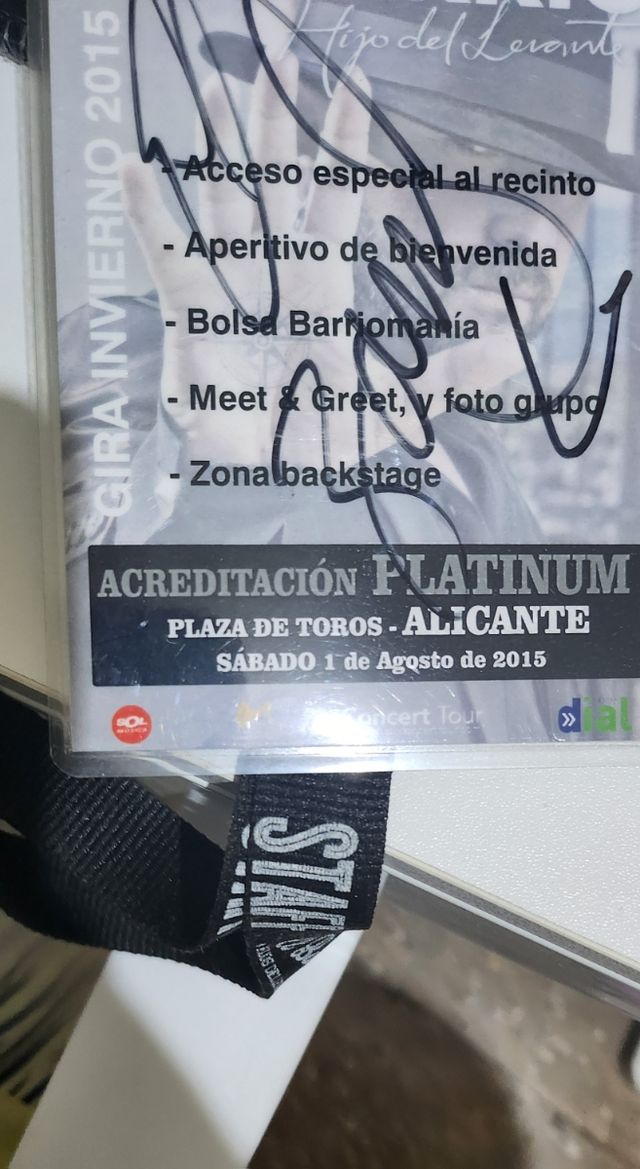 Hijo del Levante
GIRA INVIERNO 2015
- Acceso especial al recinto
- Aperitivo de bienvenida
- Bolsa Barriomanía
- Meet & Greet, y foto grupo
- Zona backstage
ACREDITACIÓN PLATINUM
PLAZA DE TOROS - ALICANTE
SÁBADO 1 de Agosto de 2015
SOL
Concert Tour
dial
STAFF